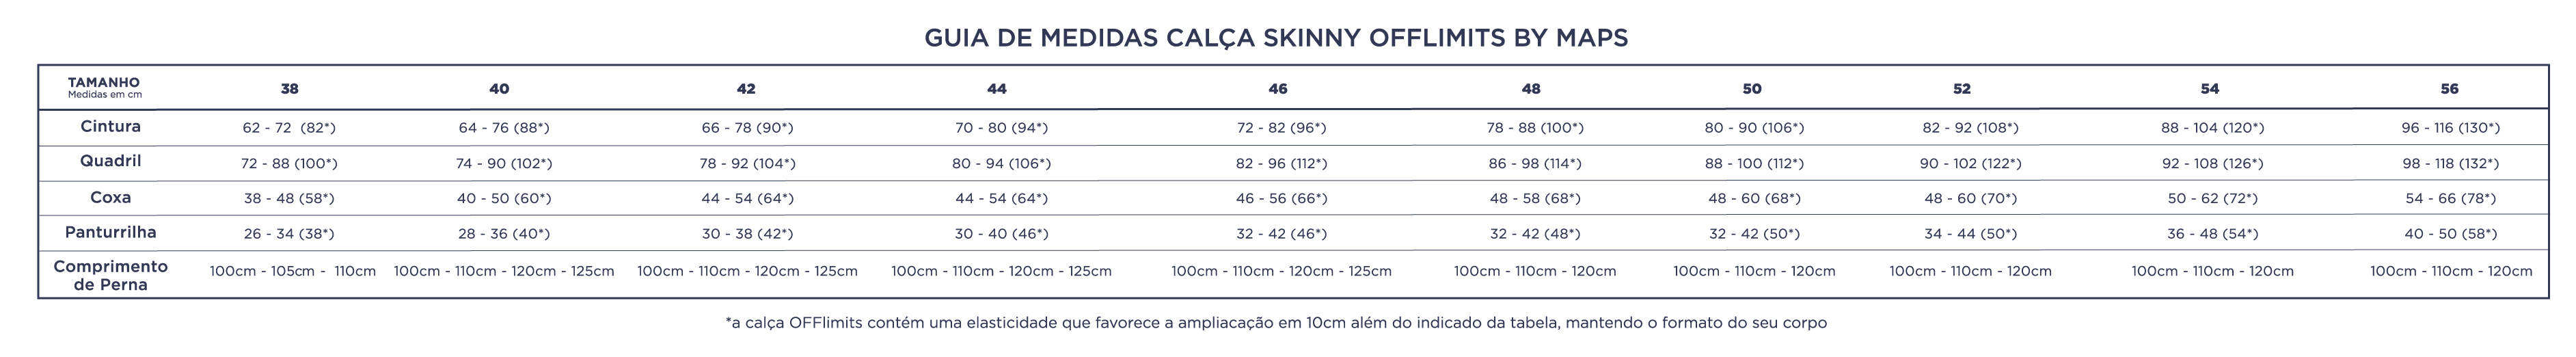 GUIA DE MEDIDAS CALÇA SKINNY OFFLIMITS BY MAPS
TAMANHO 38 40 42 44 46 48 50 52 54 56
Medidas em cm
Cintura 62 - 72 (82*) 64 - 76 (88*) 66 - 78 (90*) 70 - 80 (94*) 72 - 82 (96*) 78 - 88 (100*) 80 - 90 (106*) 82 - 92 (108*) 88 - 104 (120*) 96 - 116 (130*)
Quadril 72 - 88 (100*) 74 - 90 (102*) 78 - 92 (104*) 80 - 94 (106*) 82 - 96 (112*) 86 - 98 (114*) 88 - 100 (112*) 90 - 102 (122*) 92 - 108 (126*) 98 - 118 (132*)
Coxa 38 - 48 (58*) 40 - 50 (60*) 44 - 54 (64*) 44 - 54 (64*) 46 - 56 (66*) 48 - 58 (68*) 48 - 60 (68*) 48 - 60 (70*) 50 - 62 (72*) 54 - 66 (78*)
Panturrilha 26 - 34 (38*) 28 - 36 (40*) 30 - 38 (42*) 30 - 40 (46*) 32 - 42 (46*) 32 - 42 (48*) 32 - 42 (50*) 34 - 44 (50*) 36 - 48 (54*) 40 - 50 (58*)
Comprimento
de Perna 100cm - 105cm - 110cm 100cm - 110cm - 120cm - 125cm 100cm - 110cm - 120cm - 125cm 100cm - 110cm - 120cm - 125cm 100cm - 110cm - 120cm - 125cm 100cm - 110cm - 120cm 100cm - 110cm - 120cm 100cm - 110cm - 120cm 100cm - 110cm - 120cm 100cm - 110cm - 120cm
*a calça OFFlimits contém uma elasticidade que favorece a ampliacação em 10cm além do indicado da tabela, mantendo o formato do seu corpo